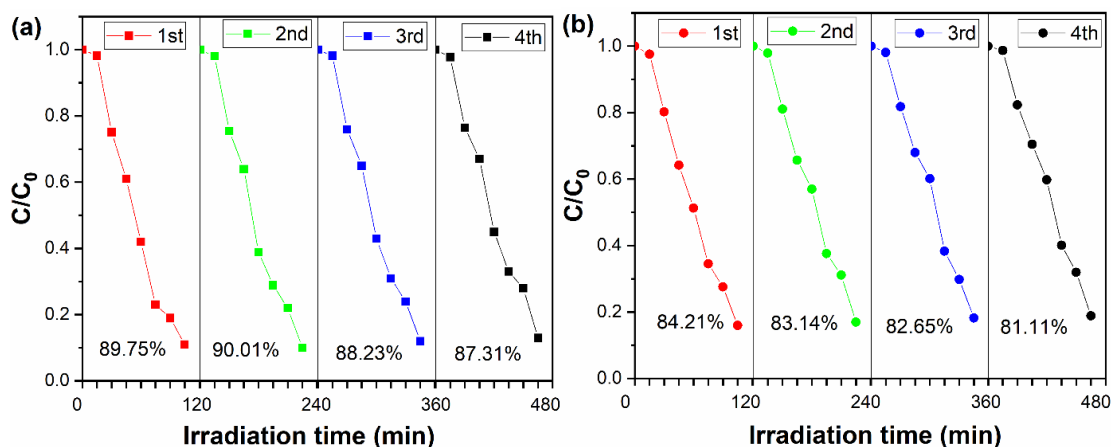 (a)
1st
2nd
3rd
4th
C/C0
1.0
0.8
0.6
0.4
0.2
0.0
89.75%
90.01%
88.23%
87.31%
0
120
240
360
480
Irradiation time (min)
(b)
1st
2nd
3rd
4th
C/C0
1.0
0.8
0.6
0.4
0.2
0.0
84.21%
83.14%
82.65%
81.11%
0
120
240
360
480
Irradiation time (min)